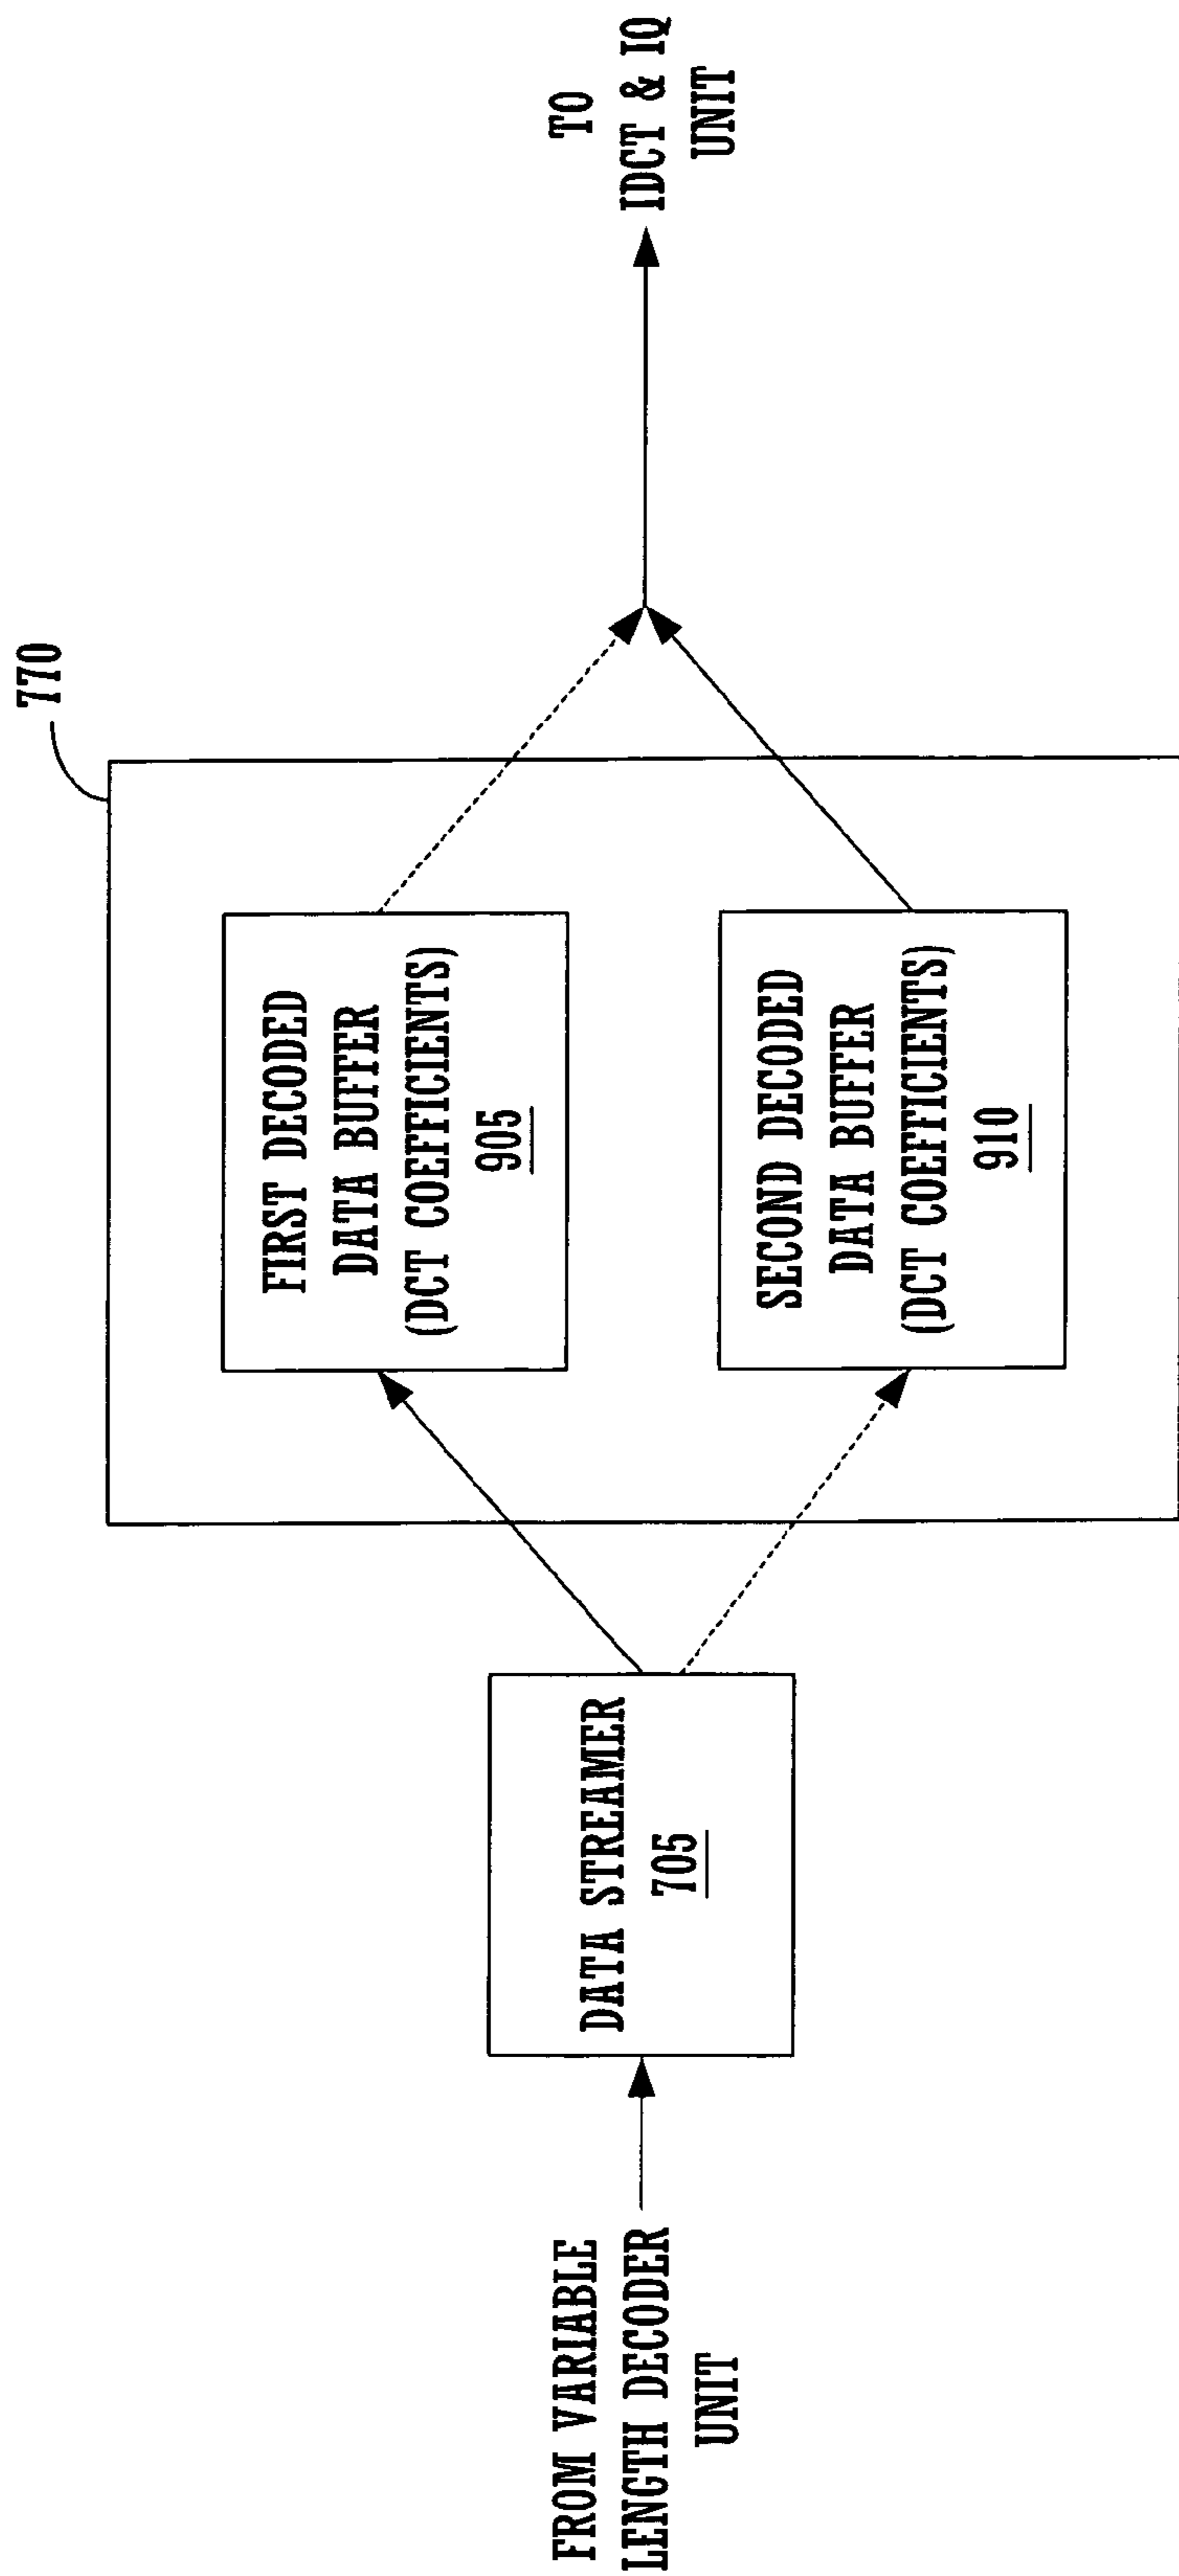 FROM VARIABLE
LENGTH DECODER
UNIT
DATA STREAMER
705
770
FIRST DECODED
DATA BUFFER
(DCT COEFFICIENTS)
905
SECOND DECODED
DATA BUFFER
(DCT COEFFICIENTS)
910
TO
IDCT & IQ
UNIT